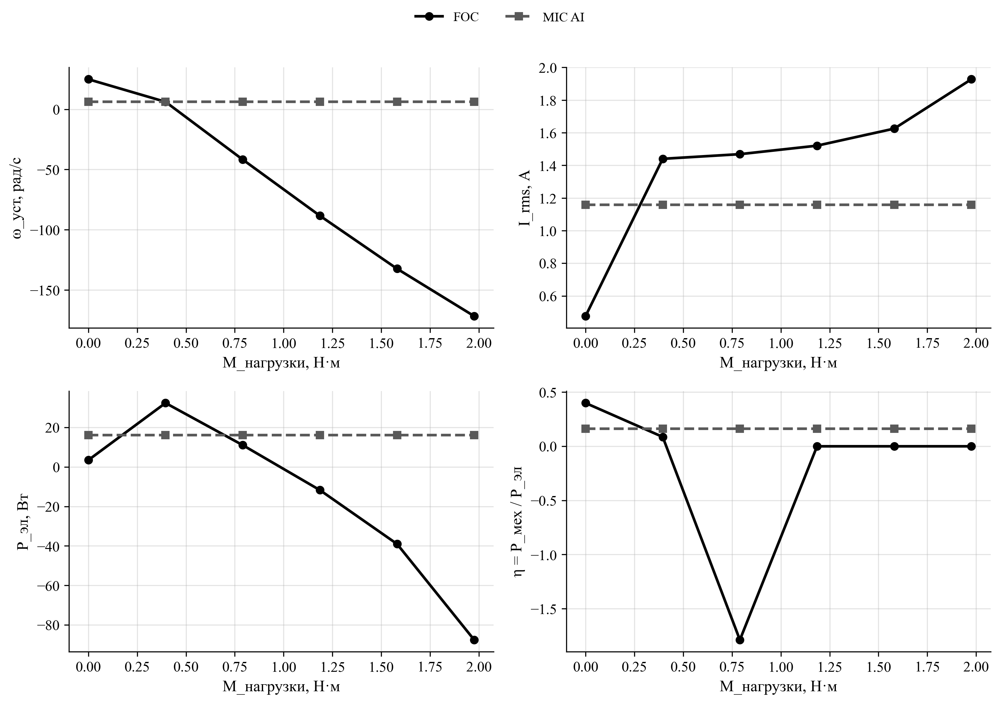 FOC
MIC AI
ω_уст, рад/с
0
−50
−100
−150
0.00 0.25 0.50 0.75 1.00 1.25 1.50 1.75 2.00
M_нагрузки, Н·м
I_rms, A
2.0
1.8
1.6
1.4
1.2
1.0
0.8
0.6
0.00 0.25 0.50 0.75 1.00 1.25 1.50 1.75 2.00
M_нагрузки, Н·м
P_эл, Вт
20
0
−20
−40
−60
−80
0.00 0.25 0.50 0.75 1.00 1.25 1.50 1.75 2.00
M_нагрузки, Н·м
η = P_мех / P_эл
0.5
0.0
−0.5
−1.0
−1.5
0.00 0.25 0.50 0.75 1.00 1.25 1.50 1.75 2.00
M_нагрузки, Н·м